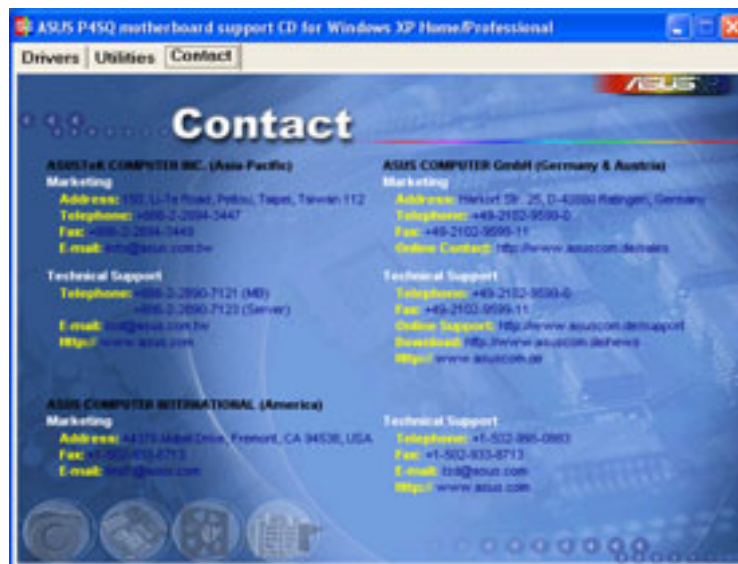 ASUS P4SQ motherboard support CD for Windows XP Home/Professional
Drivers Utilities Contact
ASUS
Contact
ASUSTeK COMPUTER INC. (Asia-Pacific)
Marketing
Address: 150, Li-Te Road, Peitou, Taipei, Taiwan 112
Telephone: +886-2-2894-3447
Fax: +886-2-2894-3449
E-mail: info@asus.com.tw
Technical Support
Telephone: +886-2-2890-7121 (MB)
+886-2-2890-7123 (Server)
E-mail: tsd@asus.com.tw
Http:// www.asus.com
ASUS COMPUTER GmbH (Germany & Austria)
Marketing
Address: Harkort Str. 25, D-40880 Ratingen, Germany
Telephone: +49-2102-9599-0
Fax: +49-2102-9599-11
Online Contact: http://www.asuscom.de/sales
Technical Support
Telephone: +49-2102-9599-0
Fax: +49-2102-9599-11
Online Support: http://www.asuscom.de/support
Download: http://www.asuscom.de/news
Http:// www.asuscom.de
ASUS COMPUTER INTERNATIONAL (America)
Marketing
Address: Drive, Fremont, CA 94538, USA
Fax: +1-502-933-8713
E-mail:
Technical Support
Telephone: +1-502-995-0883
Fax: +1-502-933-8713
E-mail: tsd@asus.com
Http:// www.asus.com